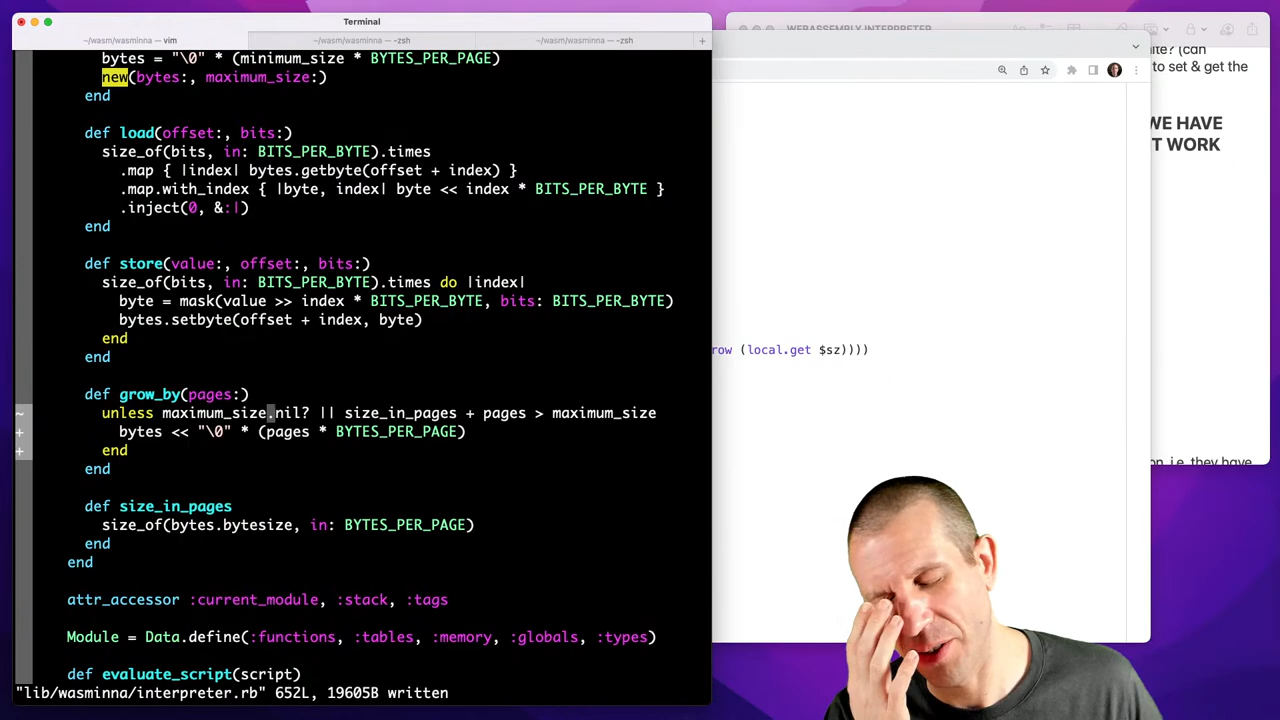 Terminal
~/wasm/wasminna — vim
~/wasm/wasminna — -zsh
~/wasm/wasminna — -zsh
+
bytes = "\0" * (minimum_size * BYTES_PER_PAGE)
new(bytes:, maximum_size:)
end
def load(offset:, bits:)
size_of(bits, in: BITS_PER_BYTE).times
.map { |index| bytes.getbyte(offset + index) }
.map.with_index { |byte, index| byte << index * BITS_PER_BYTE }
.inject(0, &:|)
end
def store(value:, offset:, bits:)
size_of(bits, in: BITS_PER_BYTE).times do |index|
byte = mask(value >> index * BITS_PER_BYTE, bits: BITS_PER_BYTE)
bytes.setbyte(offset + index, byte)
end
end
def grow_by(pages:)
~ unless maximum_size.nil? || size_in_pages + pages > maximum_size
+ bytes << "\0" * (pages * BYTES_PER_PAGE)
+ end
end
def size_in_pages
size_of(bytes.bytesize, in: BYTES_PER_PAGE)
end
end
attr_accessor :current_module, :stack, :tags
Module = Data.define(:functions, :tables, :memory, :globals, :types)
def evaluate_script(script)
"lib/wasminna/interpreter.rb" 652L, 19605B written
WEBASSEMBLY INTERPRETER
(can
to set & get the
WE HAVE
T WORK
row (local.get $sz))))
i.e. they have